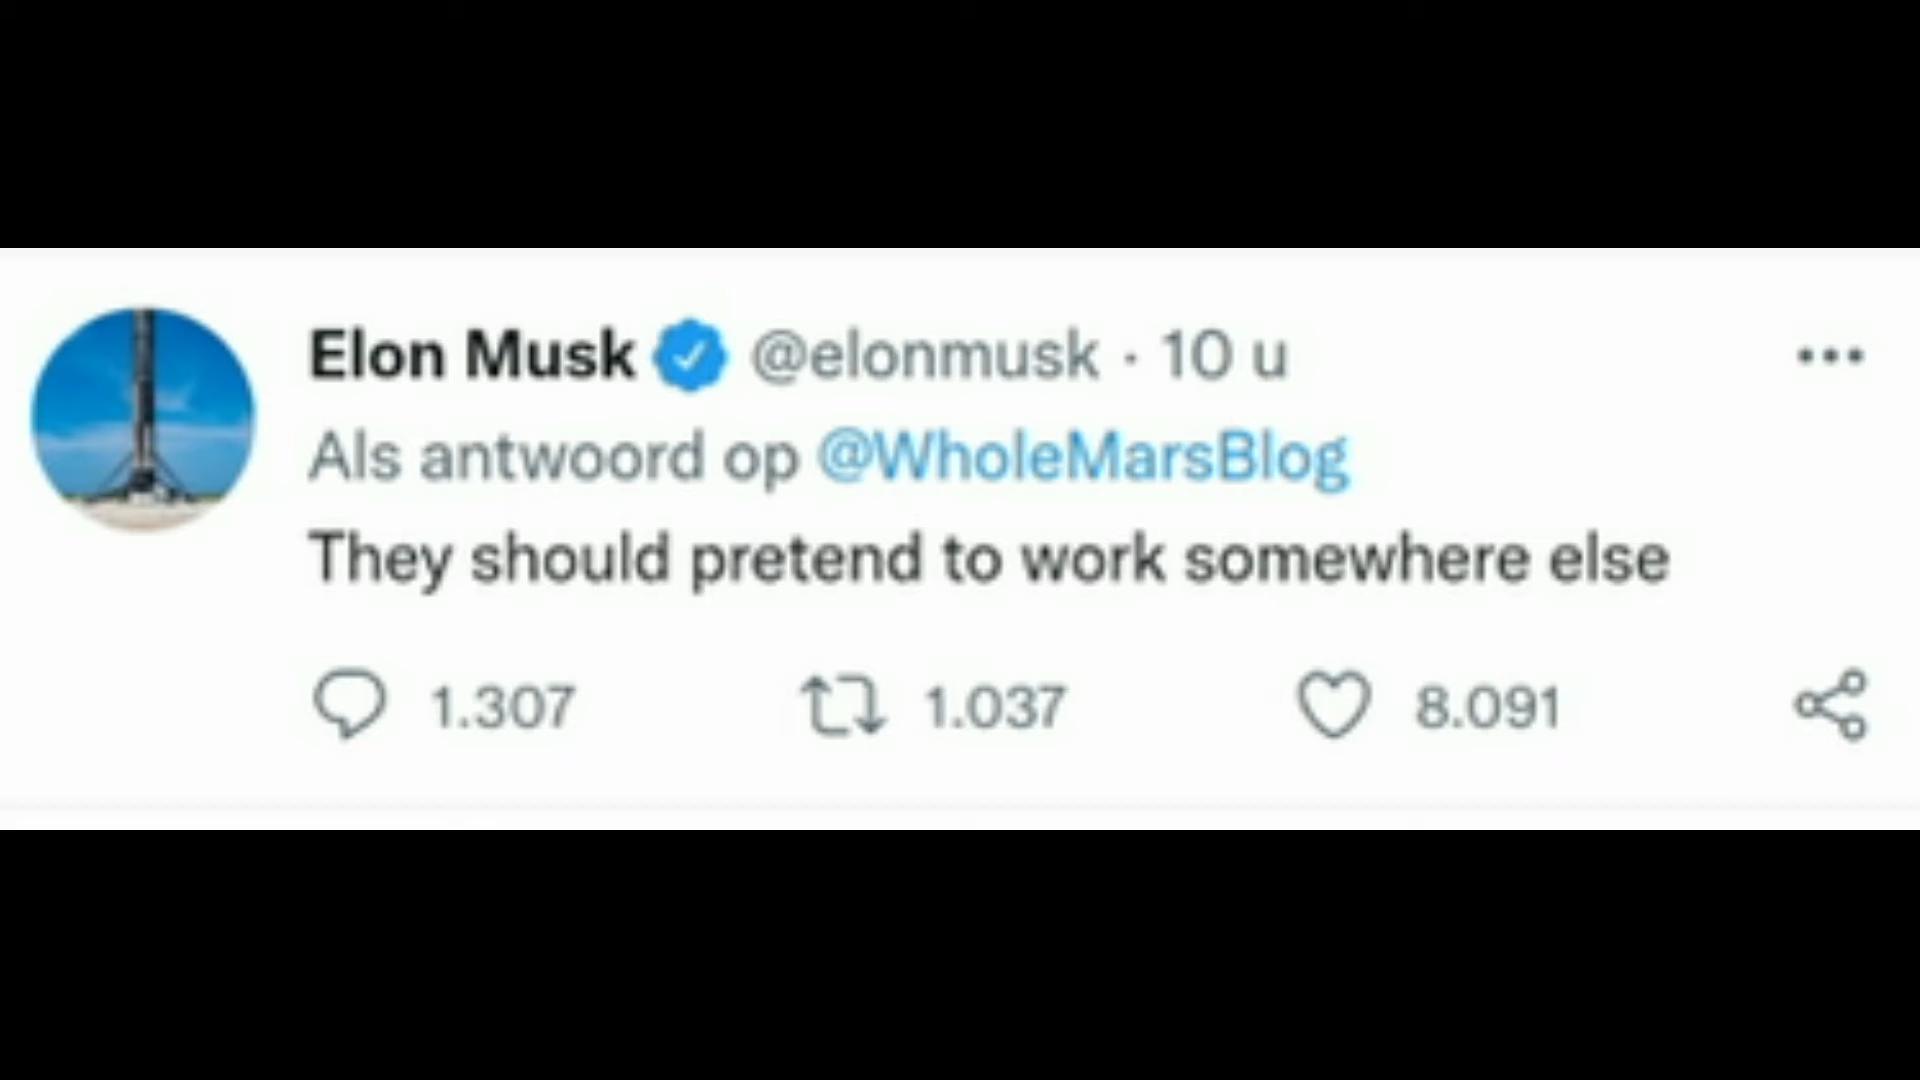 Elon Musk @elonmusk · 10 u
Als antwoord op @WholeMarsBlog
They should pretend to work somewhere else
1.307 1.037 8.091